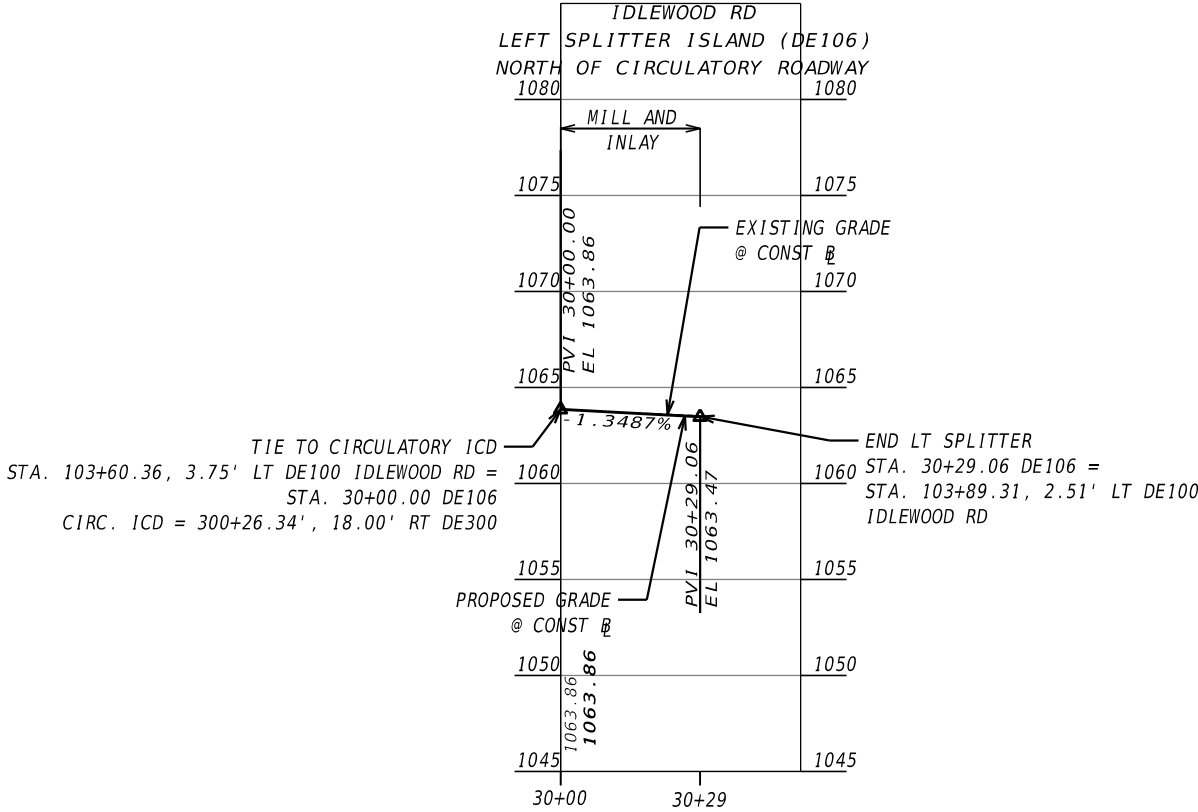 IDLEWOOD RD
LEFT SPLITTER ISLAND (DE106)
NORTH OF CIRCULATORY ROADWAY
1080
1080
MILL AND
INLAY
1075
1075
PVI 30+00.00
EL 1063.86
EXISTING GRADE
@ CONST BL
1070
1070
1065
1065
-1.3487%
TIE TO CIRCULATORY ICD
STA. 103+60.36, 3.75' LT DE100 IDLEWOOD RD =
STA. 30+00.00 DE106
CIRC. ICD = 300+26.34', 18.00' RT DE300
END LT SPLITTER
STA. 30+29.06 DE106 =
STA. 103+89.31, 2.51' LT DE100
IDLEWOOD RD
1060
1060
PVI 30+29.06
EL 1063.47
1055
1055
PROPOSED GRADE
@ CONST BL
1050
1050
1063.86
1063.86
1045
1045
30+00
30+29